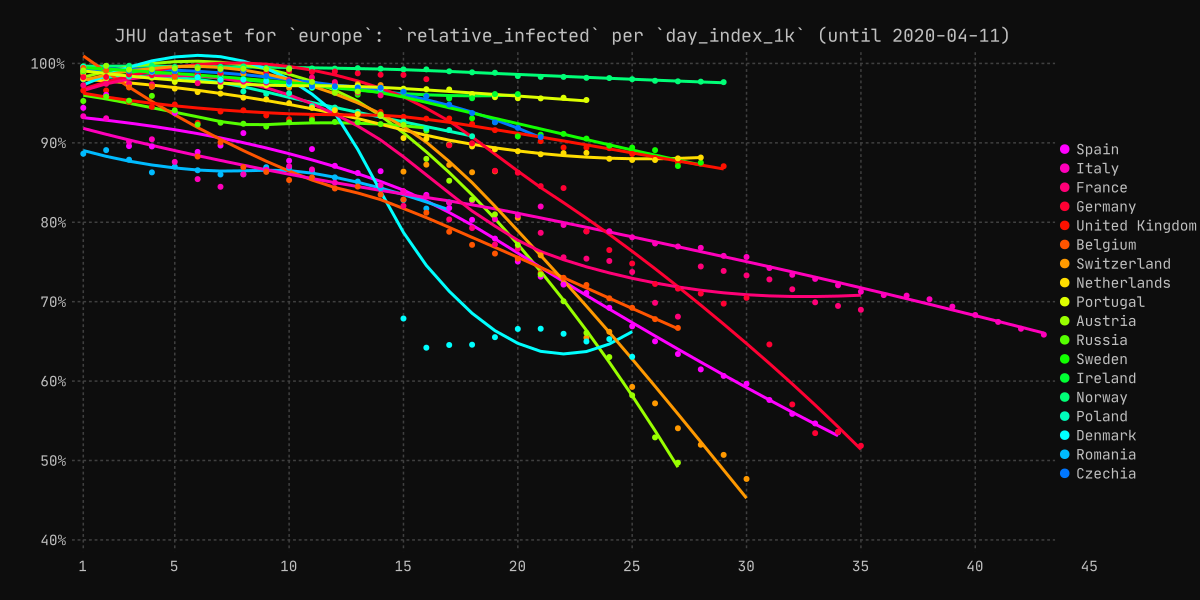 JHU dataset for `europe`: `relative_infected` per `day_index_1k` (until 2020-04-11)
100%
90%
80%
70%
60%
50%
40%
1 5 10 15 20 25 30 35 40 45
Spain
Italy
France
Germany
United Kingdom
Belgium
Switzerland
Netherlands
Portugal
Austria
Russia
Sweden
Ireland
Norway
Poland
Denmark
Romania
Czechia